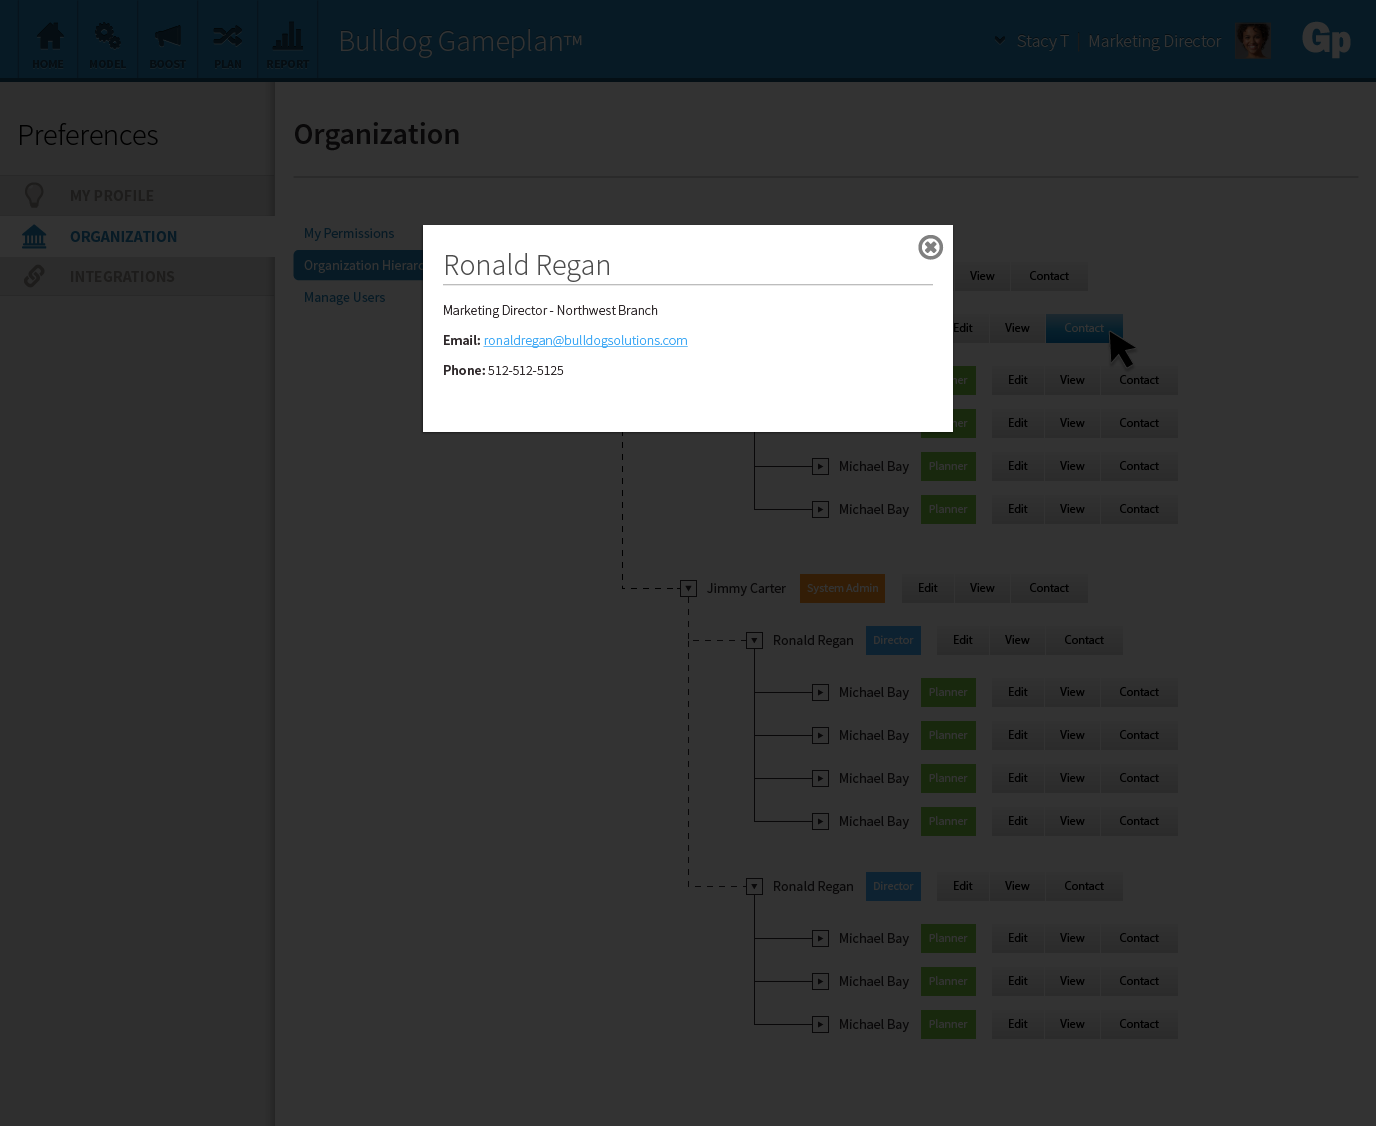 HOME MODEL BOOST PLAN REPORT
Bulldog Gameplan™
Stacy T Marketing Director
Gp
Preferences
MY PROFILE
ORGANIZATION
INTEGRATIONS
Organization
My Permissions
Organization Hierarc
Manage Users
Ronald Regan
Marketing Director - Northwest Branch
Email: ronaldregan@bulldogsolutions.com
Phone: 512-512-5125
View Contact
Edit View Contact
Edit View Contact
Edit View Contact
Michael Bay Planner Edit View Contact
Michael Bay Planner Edit View Contact
Jimmy Carter System Admin Edit View Contact
Ronald Regan Director Edit View Contact
Michael Bay Planner Edit View Contact
Michael Bay Planner Edit View Contact
Michael Bay Planner Edit View Contact
Michael Bay Planner Edit View Contact
Ronald Regan Director Edit View Contact
Michael Bay Planner Edit View Contact
Michael Bay Planner Edit View Contact
Michael Bay Planner Edit View Contact